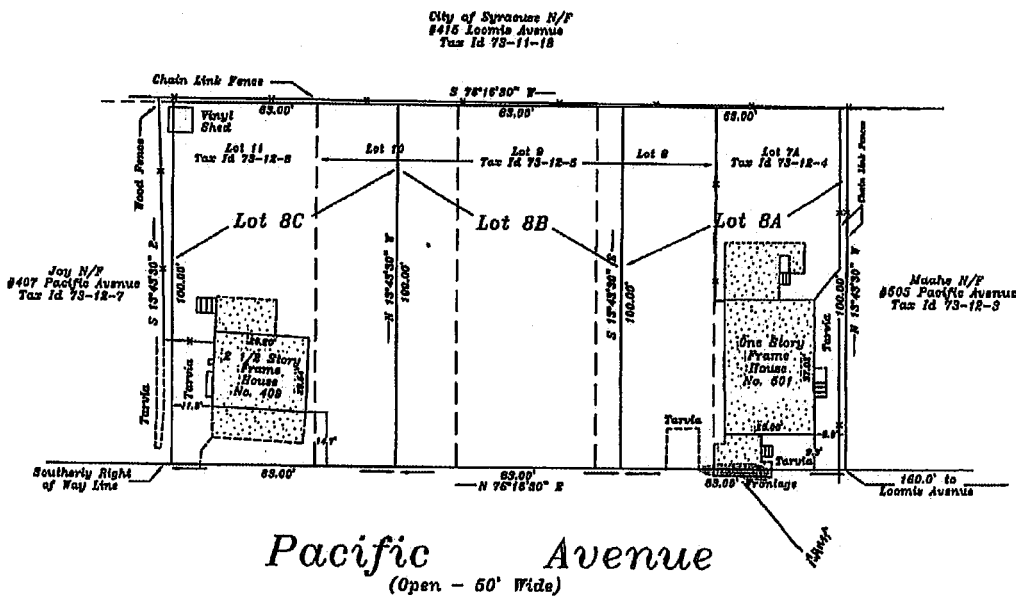 City of Syracuse N/F
#415 Loomis Avenue
Tax Id 73-11-18
Chain Link Fence
S 76°16'30" W
63.00'
63.00'
63.00'
Vinyl
Shed
Wood Fence
Lot 11
Tax Id 73-12-6
Lot 10
Lot 9
Tax Id 73-12-5
Lot 8
Lot 7A
Tax Id 73-12-4
Chain Link Fence
Lot 8C
Lot 8B
Lot 8A
Joy N/F
#407 Pacific Avenue
Tax Id 73-12-7
S 13°43'30" E
100.00'
N 13°43'30" W
100.00'
S 13°43'30" E
100.00'
100.00'
N 13°43'30" W
#505 Pacific Avenue
Tax Id 73-12-3
2 1/2 Story
Frame
House
No. 409
Tarvia
Tarvia
11.8'
14.7'
One Story
Frame
House
No. 501
Tarvia
Tarvia
Tarvia
Southerly Right
of Way Line
63.00'
63.00'
63.00' Frontage
N 76°16'30" E
160.0' to
Loomis Avenue
Pacific Avenue
(Open - 50' Wide)